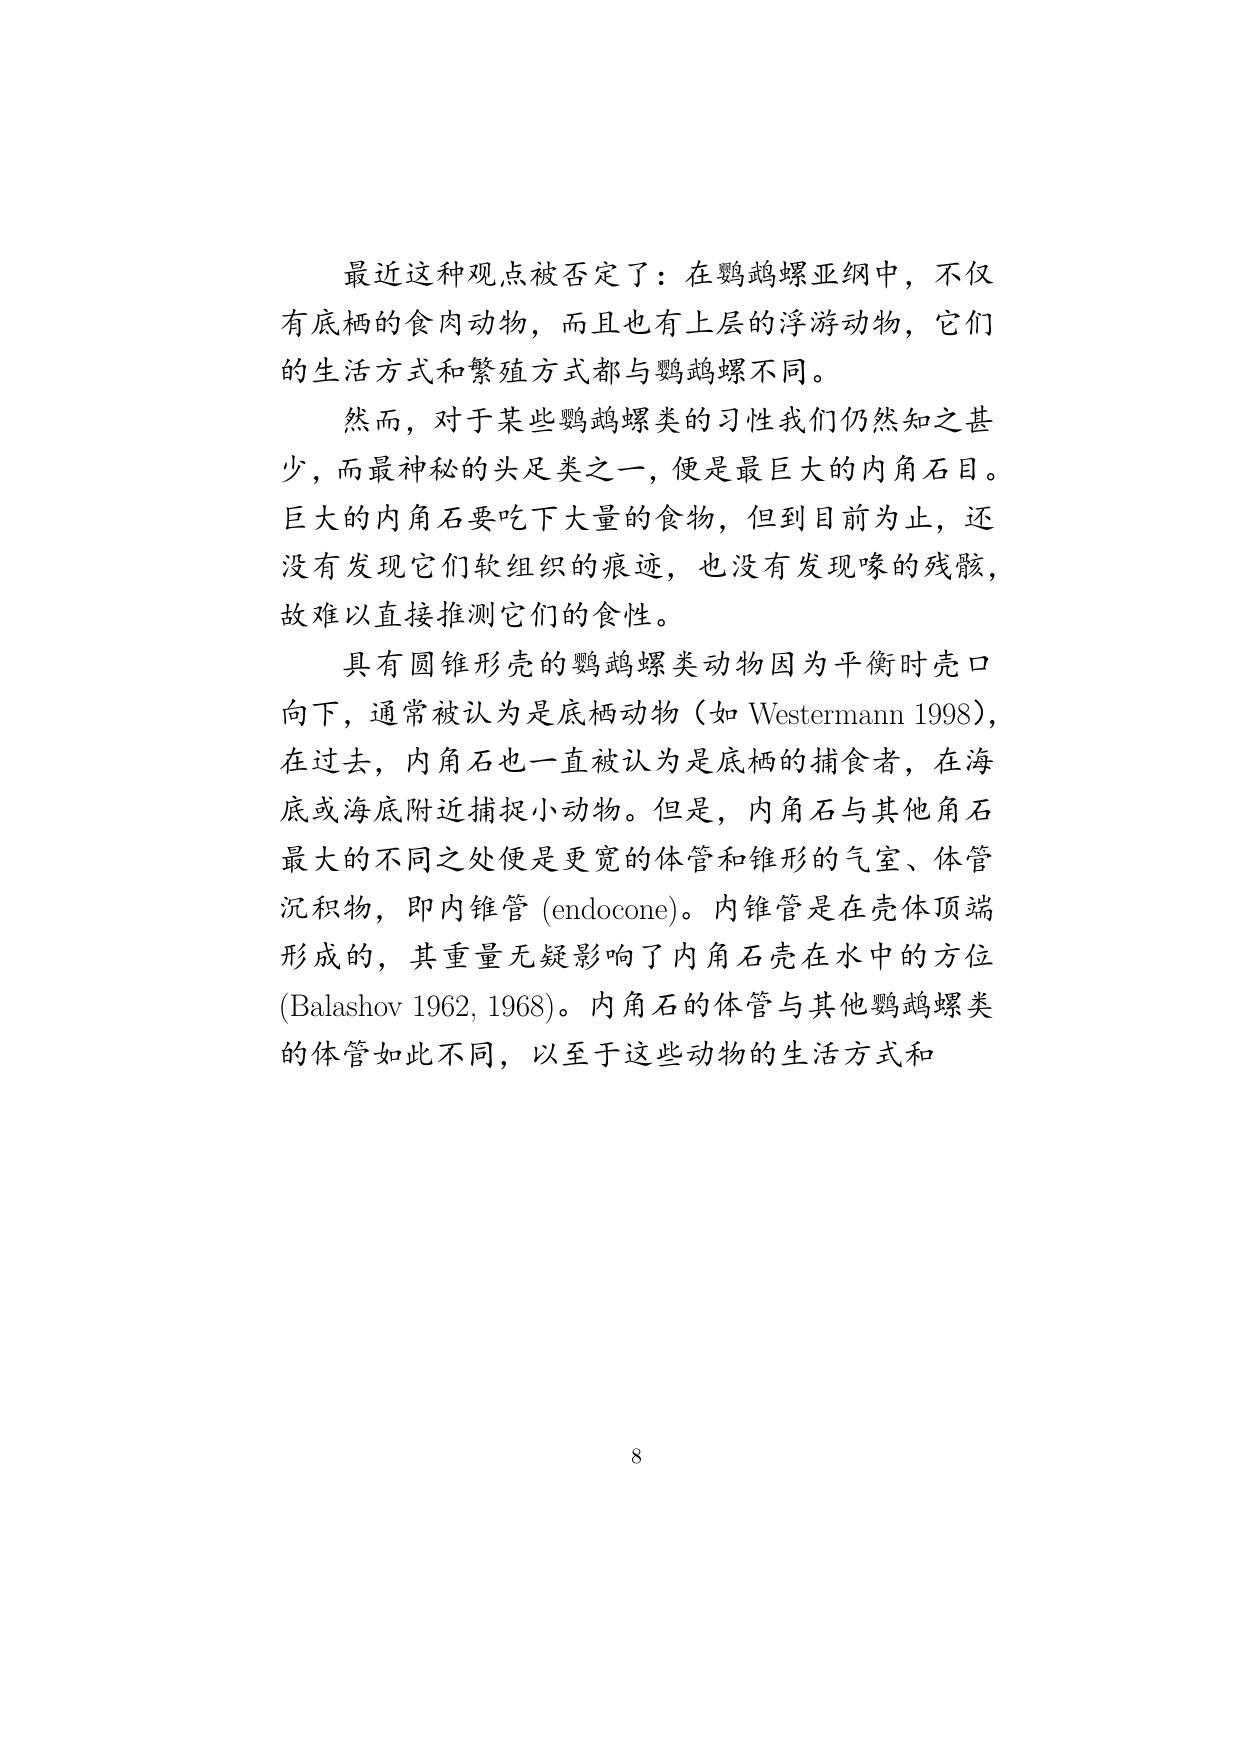 最近这种观点被否定了：在鹦鹉螺亚纲中，不仅
有底栖的食肉动物，而且也有上层的浮游动物，它们
的生活方式和繁殖方式都与鹦鹉螺不同。
然而，对于某些鹦鹉螺类的习性我们仍然知之甚
少，而最神秘的头足类之一，便是最巨大的内角石目。
巨大的内角石要吃下大量的食物，但到目前为止，还
没有发现它们软组织的痕迹，也没有发现喙的残骸，
故难以直接推测它们的食性。
具有圆锥形壳的鹦鹉螺类动物因为平衡时壳口
向下，通常被认为是底栖动物（如 Westermann 1998），
在过去，内角石也一直被认为是底栖的捕食者，在海
底或海底附近捕捉小动物。但是，内角石与其他角石
最大的不同之处便是更宽的体管和锥形的气室、体管
沉积物，即内锥管 (endocone)。内锥管是在壳体顶端
形成的，其重量无疑影响了内角石壳在水中的方位
(Balashov 1962, 1968)。内角石的体管与其他鹦鹉螺类
的体管如此不同，以至于这些动物的生活方式和
8